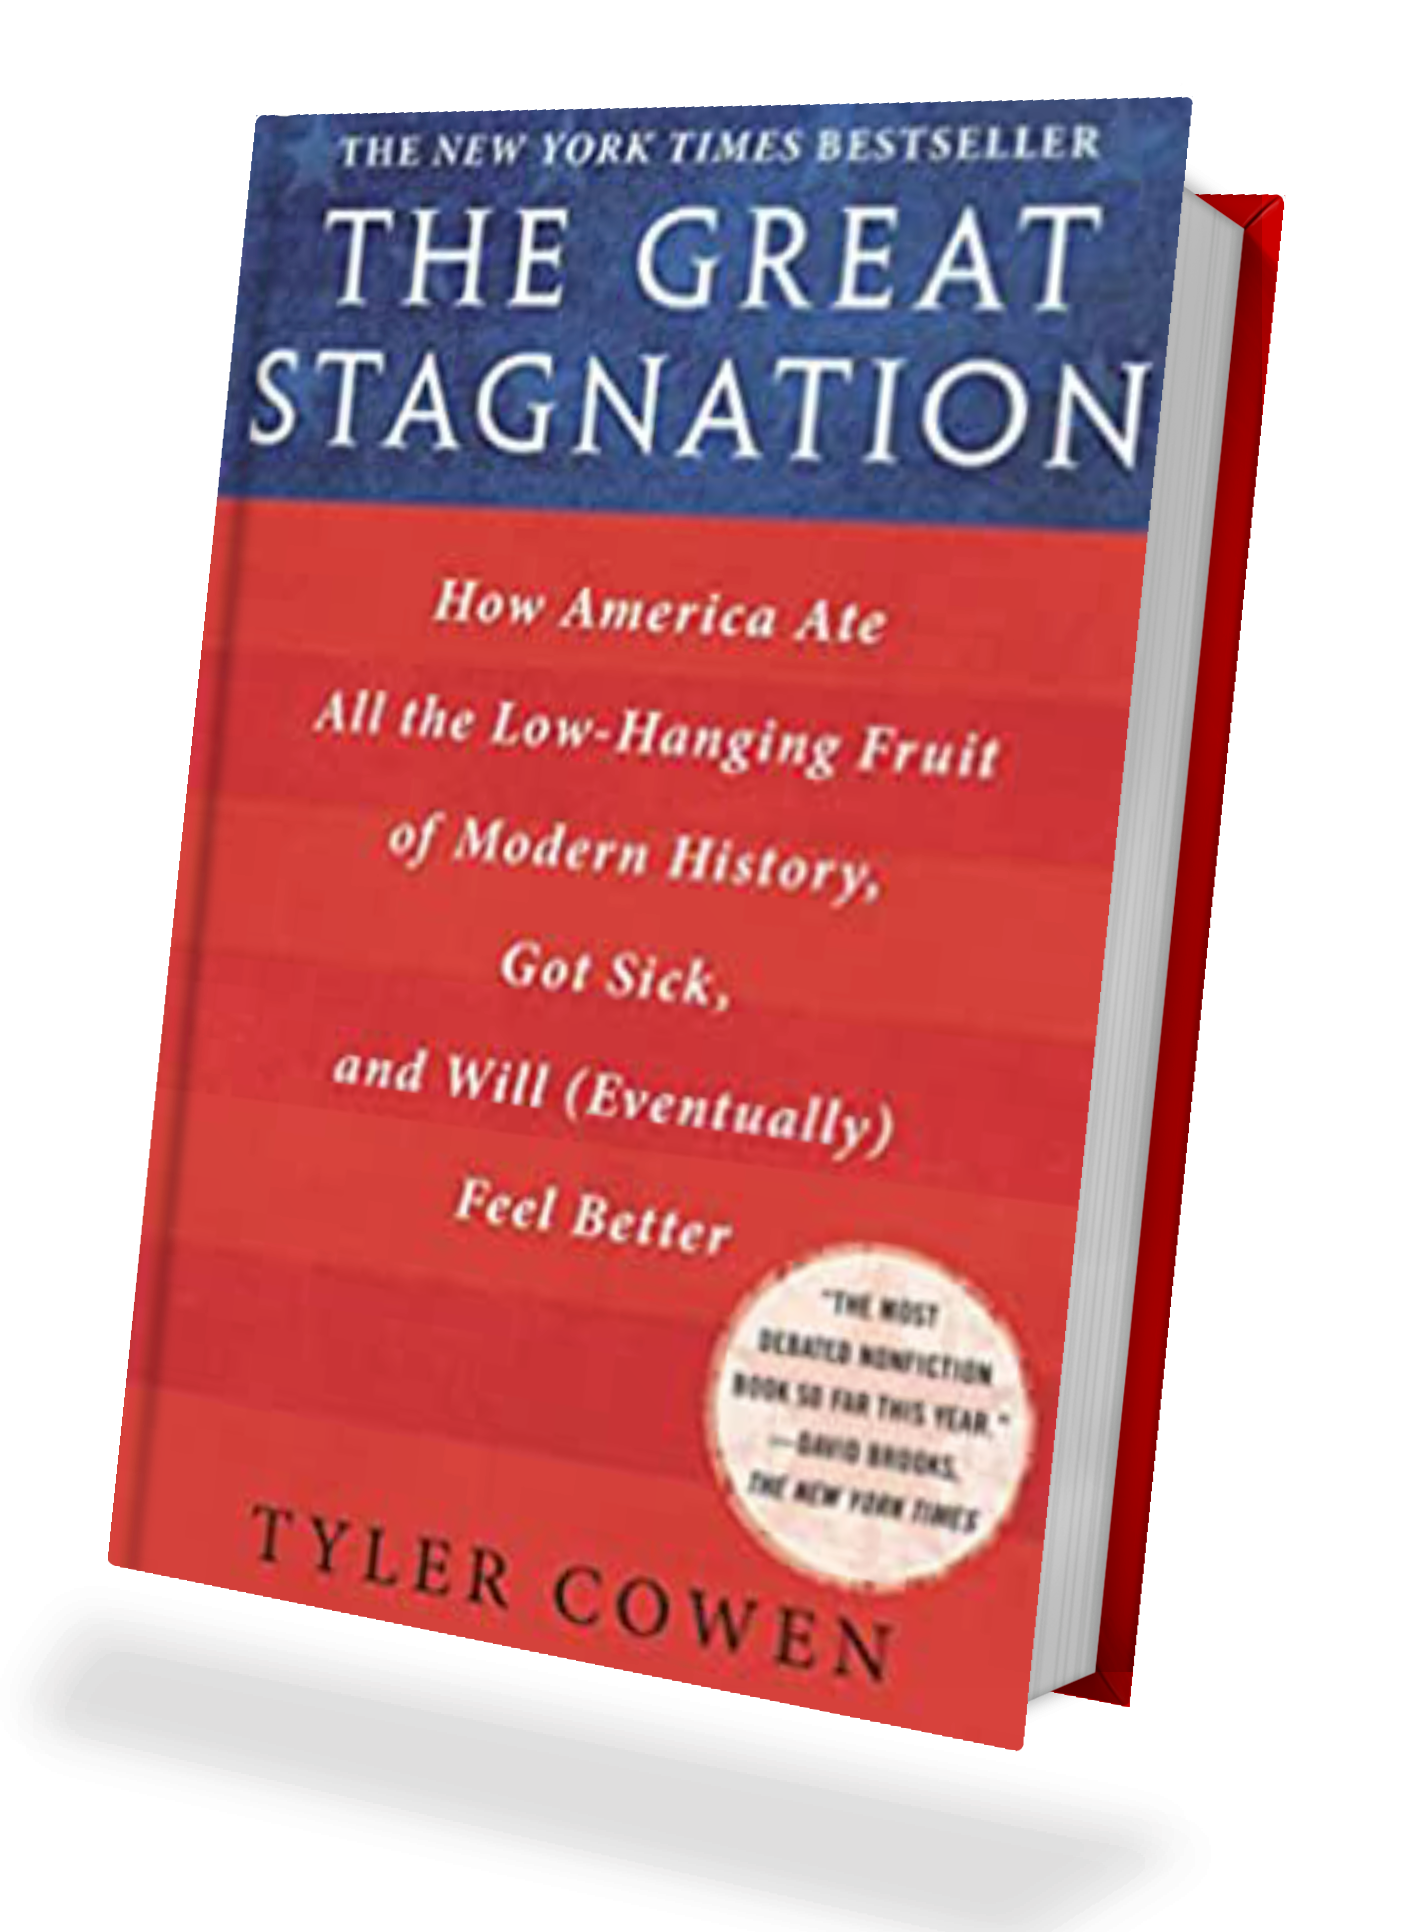 THE NEW YORK TIMES BESTSELLER
THE GREAT
STAGNATION
How America Ate
All the Low-Hanging Fruit
of Modern History,
Got Sick,
and Will (Eventually)
Feel Better
"THE MOST
DEBATED NONFICTION
BOOK SO FAR THIS YEAR."
—DAVID BROOKS,
THE NEW YORK TIMES
TYLER COWEN